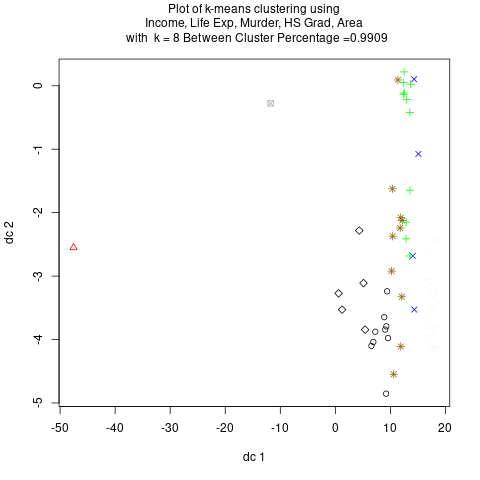 Plot of k-means clustering using
Income, Life Exp, Murder, HS Grad, Area
with k = 8 Between Cluster Percentage =0.9909
0
-1
-2
-3
-4
-5
dc 2
-50 -40 -30 -20 -10 0 10 20
dc 1